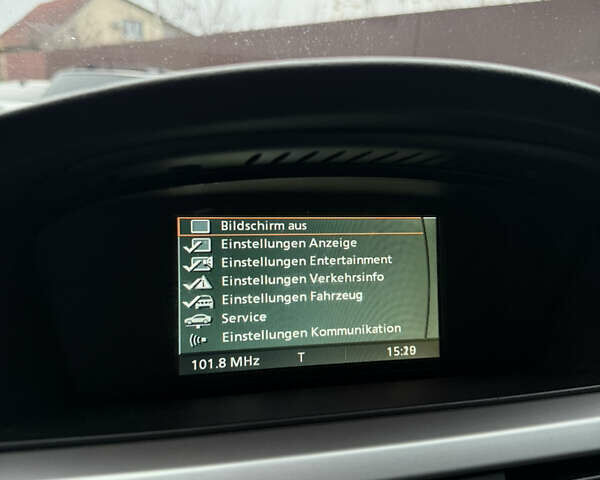 Bildschirm aus
Einstellungen Anzeige
Einstellungen Entertainment
Einstellungen Verkehrsinfo
Einstellungen Fahrzeug
Service
Einstellungen Kommunikation
101.8 MHz T 15:29